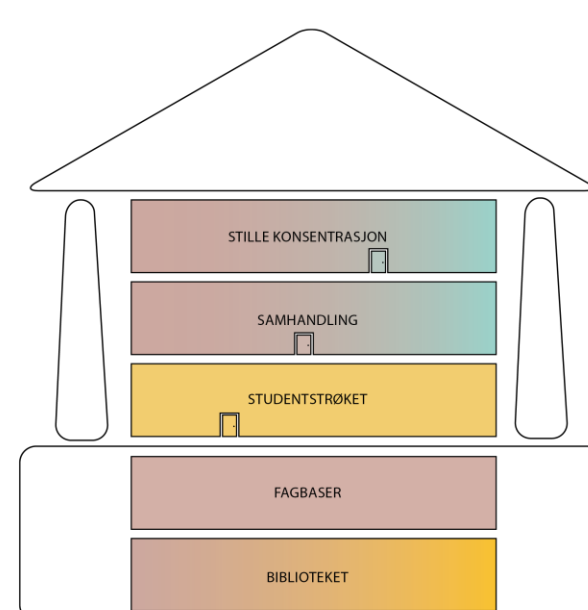 STILLE KONSENTRASJON
SAMHANDLING
STUDENTSTRØKET
FAGBASER
BIBLIOTEKET